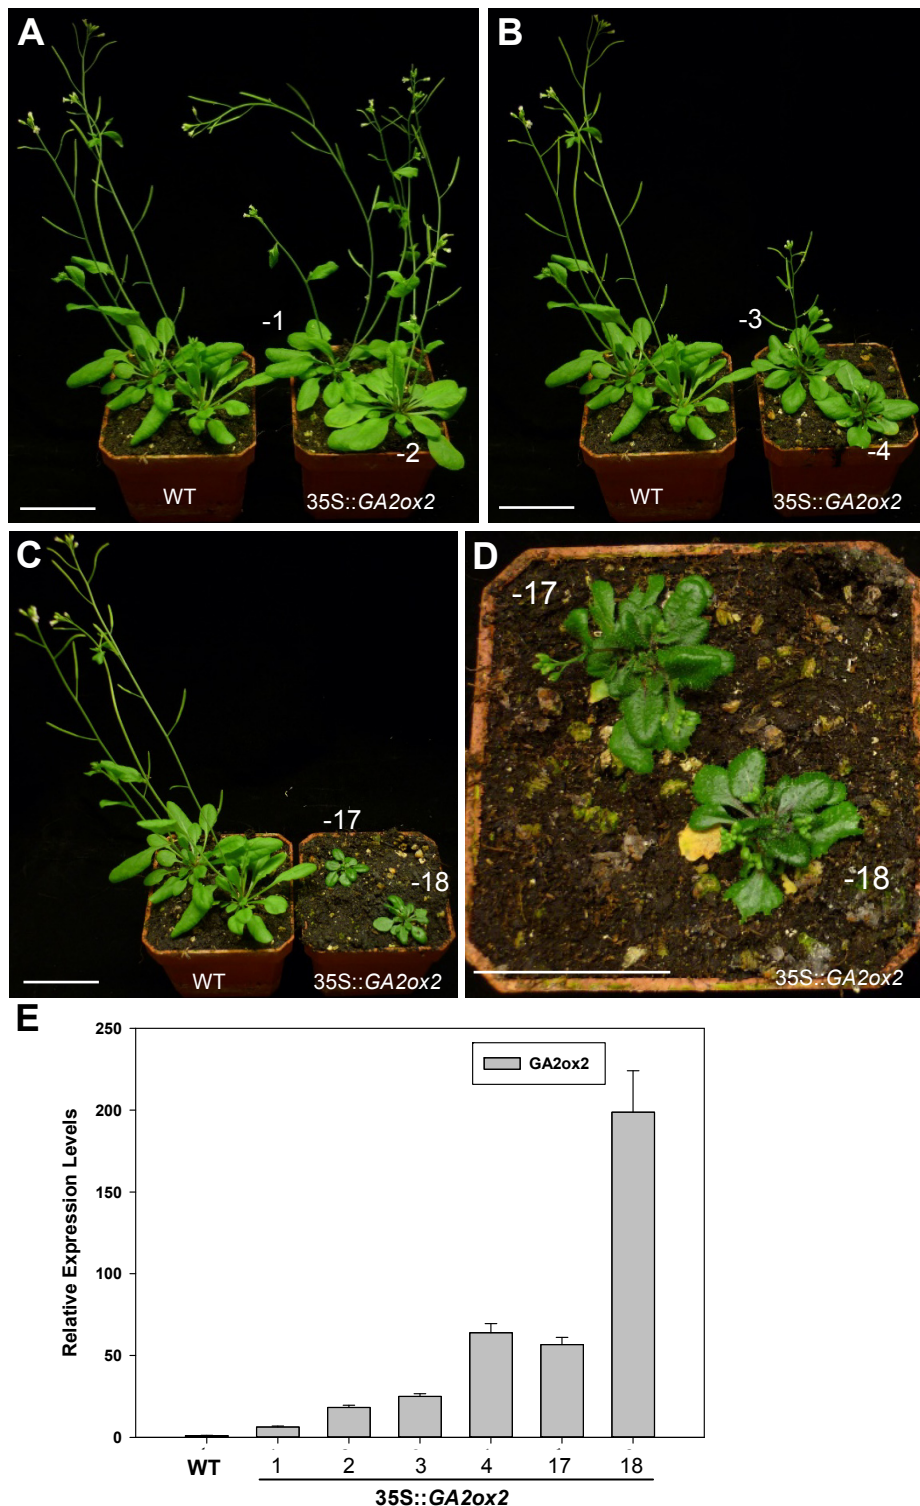 A
-1
-2
WT
35S::GA2ox2
B
-3
-4
WT
35S::GA2ox2
C
-17
-18
WT
35S::GA2ox2
D
-17
-18
35S::GA2ox2
E
250
200
150
100
50
0
Relative Expression Levels
GA2ox2
WT 1 2 3 4 17 18
35S::GA2ox2